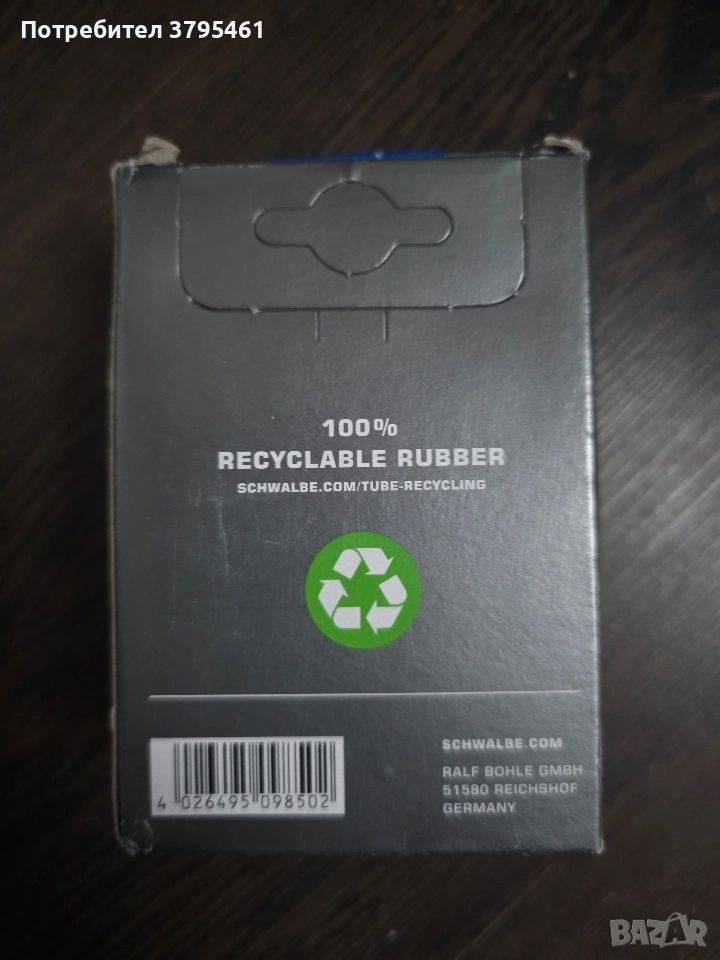 Потребител 3795461
100%
RECYCLABLE RUBBER
SCHWALBE.COM/TUBE-RECYCLING
4 026495 098502
SCHWALBE.COM
RALF BOHLE GMBH
51580 REICHSHOF
GERMANY
BAZAR